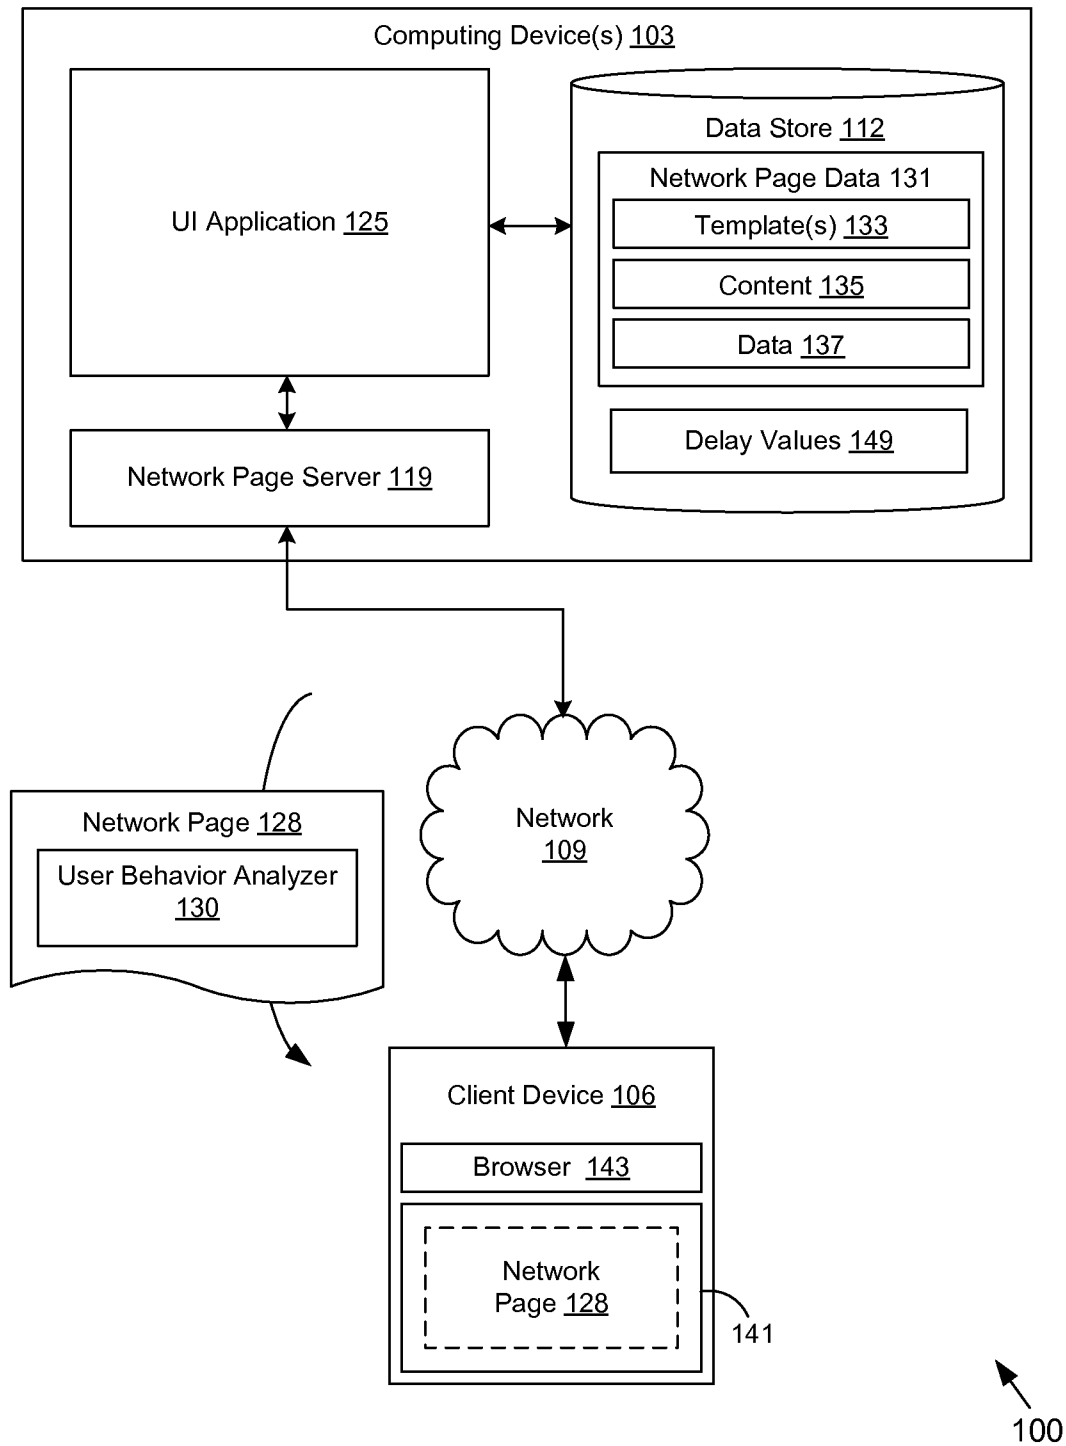 Computing Device(s) 103
UI Application 125
Data Store 112
Network Page Data 131
Template(s) 133
Content 135
Data 137
Delay Values 149
Network Page Server 119
Network
109
Network Page 128
User Behavior Analyzer
130
Client Device 106
Browser 143
Network
Page 128
141
100